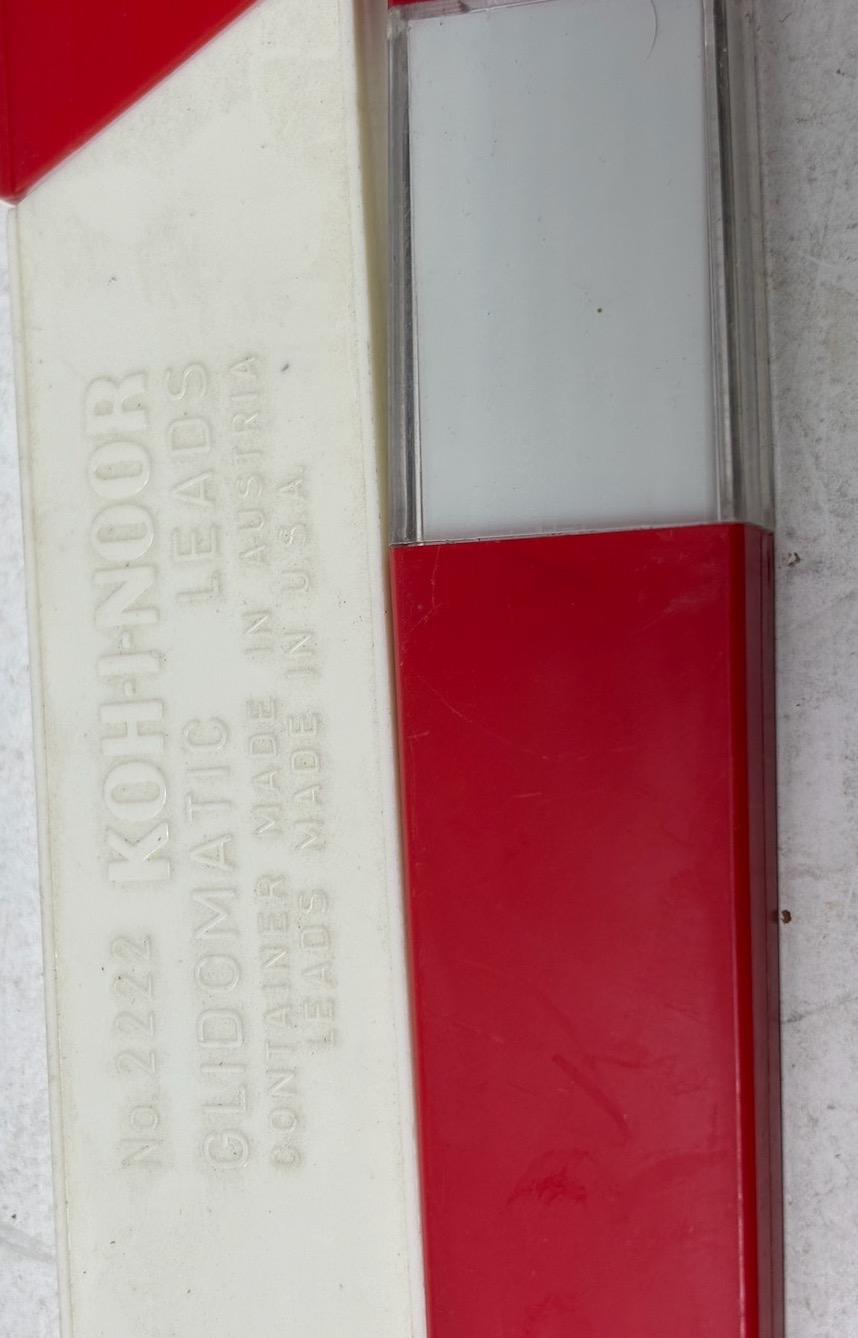 No. 2222 KOH-I-NOOR
GLIDOMATIC LEADS
CONTAINER MADE IN AUSTRIA
LEADS MADE IN U.S.A.